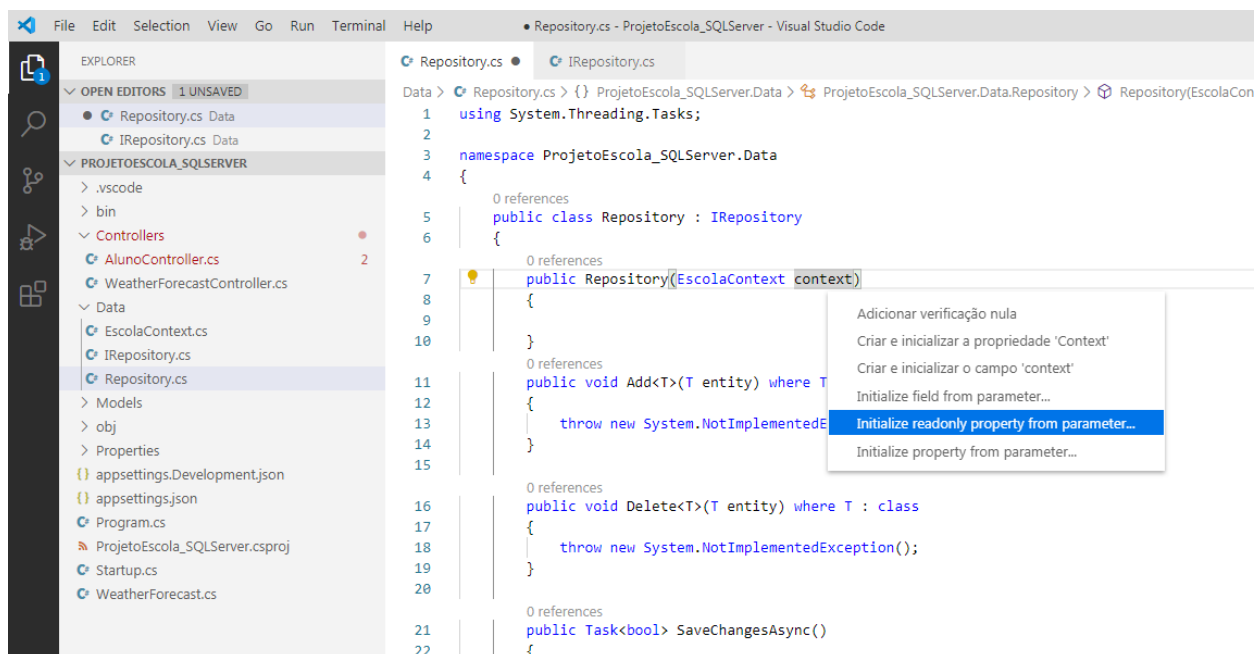 File Edit Selection View Go Run Terminal Help ● Repository.cs - ProjetoEscola_SQLServer - Visual Studio Code
1
EXPLORER
OPEN EDITORS 1 UNSAVED
● Repository.cs Data
IRepository.cs Data
PROJETOESCOLA_SQLSERVER
> .vscode
> bin
Controllers
AlunoController.cs 2
WeatherForecastController.cs
Data
EscolaContext.cs
IRepository.cs
Repository.cs
> Models
> obj
> Properties
{} appsettings.Development.json
{} appsettings.json
Program.cs
ProjetoEscola_SQLServer.csproj
Startup.cs
WeatherForecast.cs
Repository.cs ● IRepository.cs
Data > Repository.cs > {} ProjetoEscola_SQLServer.Data > ProjetoEscola_SQLServer.Data.Repository > Repository(EscolaCon
1 using System.Threading.Tasks;
2
3 namespace ProjetoEscola_SQLServer.Data
4 {
0 references
5 public class Repository : IRepository
6 {
0 references
7 public Repository(EscolaContext context)
8 {
9
10 }
0 references
11 public void Add<T>(T entity) where T
12 {
13 throw new System.NotImplementedE
14 }
15
0 references
16 public void Delete<T>(T entity) where T : class
17 {
18 throw new System.NotImplementedException();
19 }
20
0 references
21 public Task<bool> SaveChangesAsync()
22 {
Adicionar verificação nula
Criar e inicializar a propriedade 'Context'
Criar e inicializar o campo 'context'
Initialize field from parameter...
Initialize readonly property from parameter...
Initialize property from parameter...